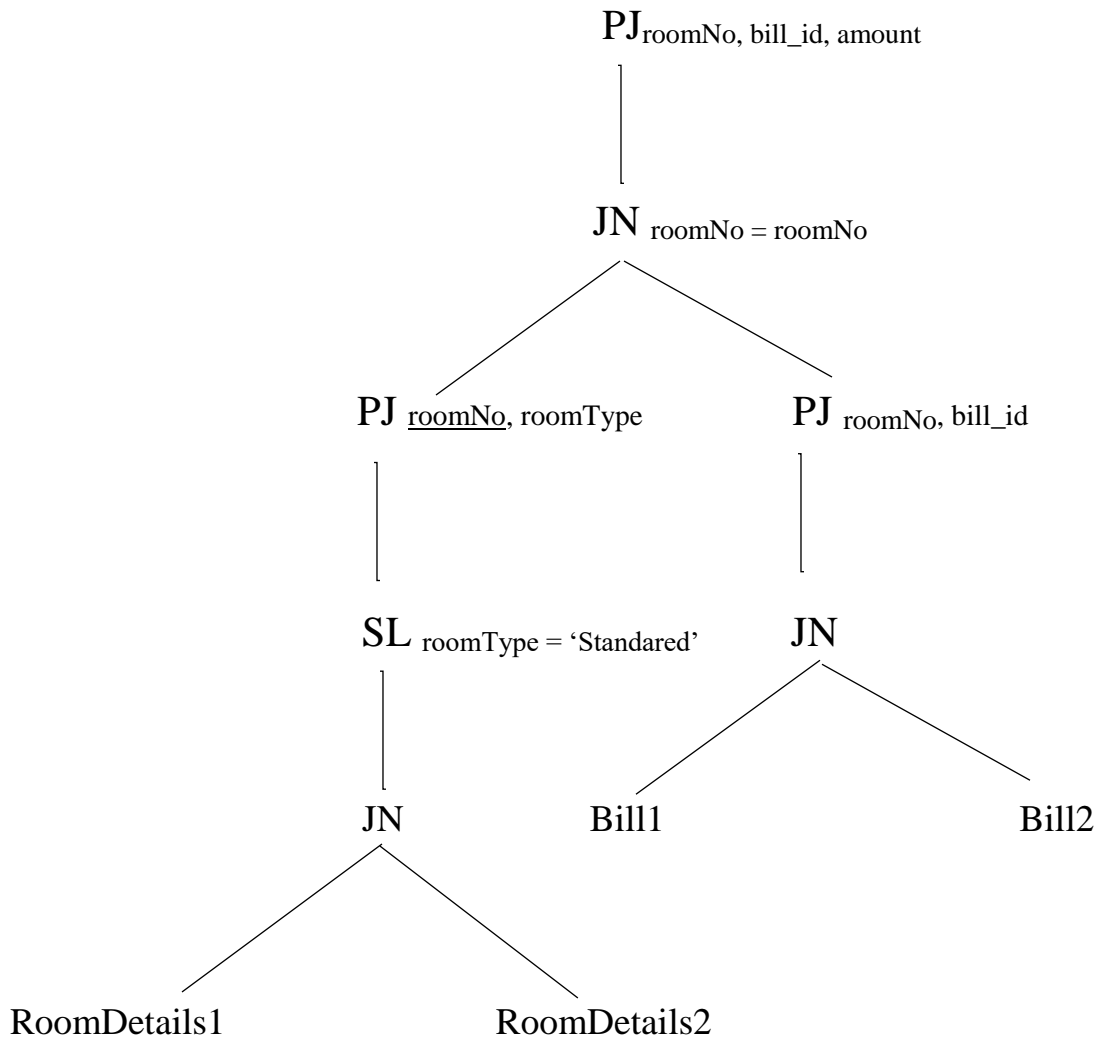 PJroomNo, bill_id, amount
JN roomNo = roomNo
PJ roomNo, roomType
PJ roomNo, bill_id
SL roomType = ‘Standared’
JN
JN
Bill1
Bill2
RoomDetails1
RoomDetails2